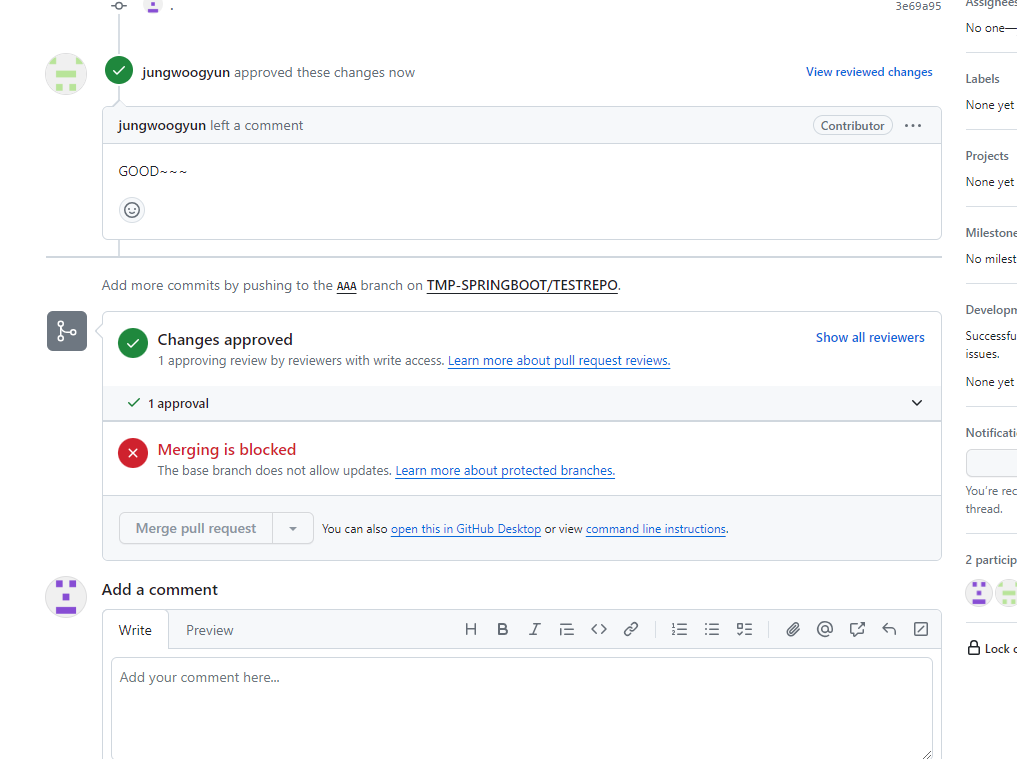 . 3e69a95
jungwoogyun approved these changes now View reviewed changes
jungwoogyun left a comment Contributor
GOOD~~~
Add more commits by pushing to the AAA branch on TMP-SPRINGBOOT/TESTREPO.
Changes approved
Show all reviewers
1 approving review by reviewers with write access. Learn more about pull request reviews.
1 approval
Merging is blocked
The base branch does not allow updates. Learn more about protected branches.
Merge pull request You can also open this in GitHub Desktop or view command line instructions.
Add a comment
Write Preview
Add your comment here...
Assignees
No one—
Labels
None yet
Projects
None yet
Milestone
No milest
Developm
Successfu
issues.
None yet
Notificati
You're rec
thread.
2 particip
Lock c